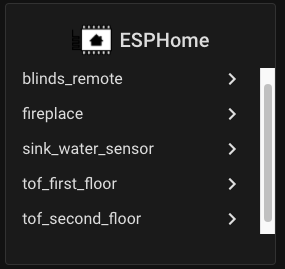 ESPHome
blinds_remote
fireplace
sink_water_sensor
tof_first_floor
tof_second_floor